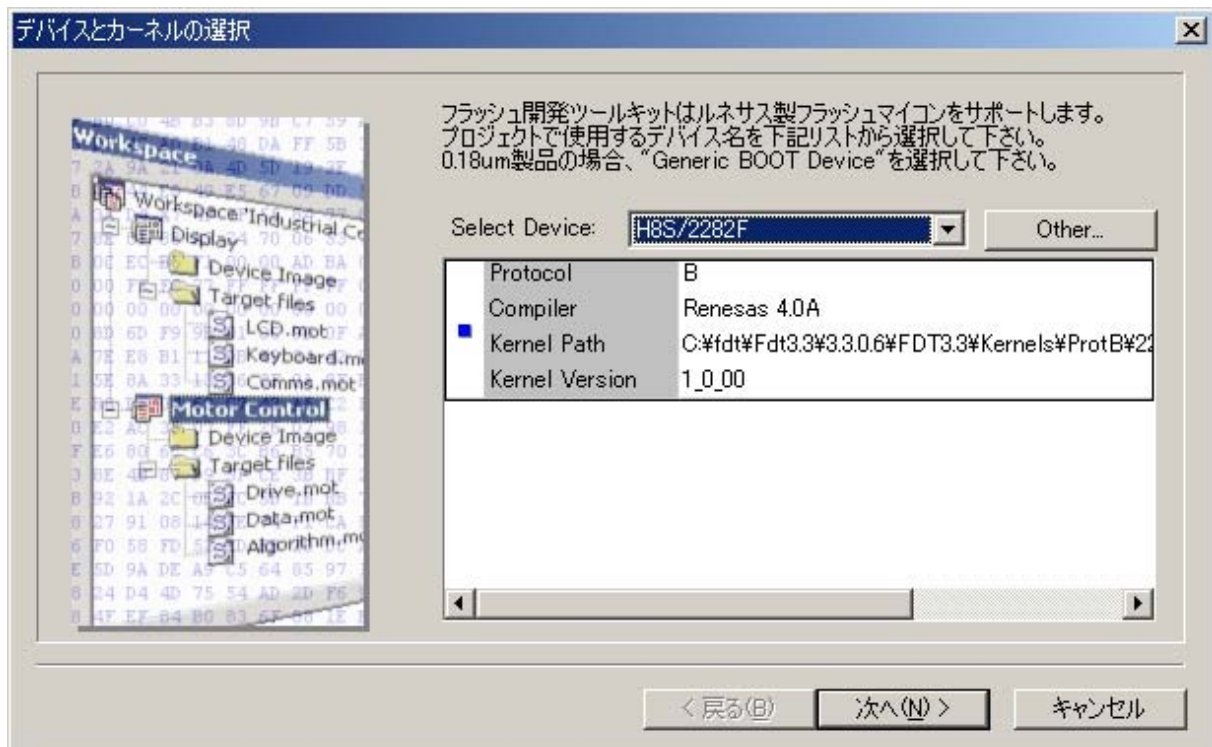 デバイスとカーネルの選択
フラッシュ開発ツールキットはルネサス製フラッシュマイコンをサポートします。
プロジェクトで使用するデバイス名を下記リストから選択して下さい。
0.18um製品の場合、"Generic BOOT Device"を選択して下さい。
Select Device: H8S/2282F Other...
Protocol B
Compiler Renesas 4.0A
Kernel Path C:¥fdt¥Fdt3.3¥3.3.0.6¥FDT3.3¥Kernels¥ProtB¥22
Kernel Version 1_0_00
Workspace
Workspace 'Industrial Co
Display
Device Image
Target files
LCD.mot
Keyboard.m
Comms.mot
Motor Control
Device Image
Target files
Drive.mot
Data.mot
Algorithm.mo
< 戻る(B) 次へ(N) > キャンセル